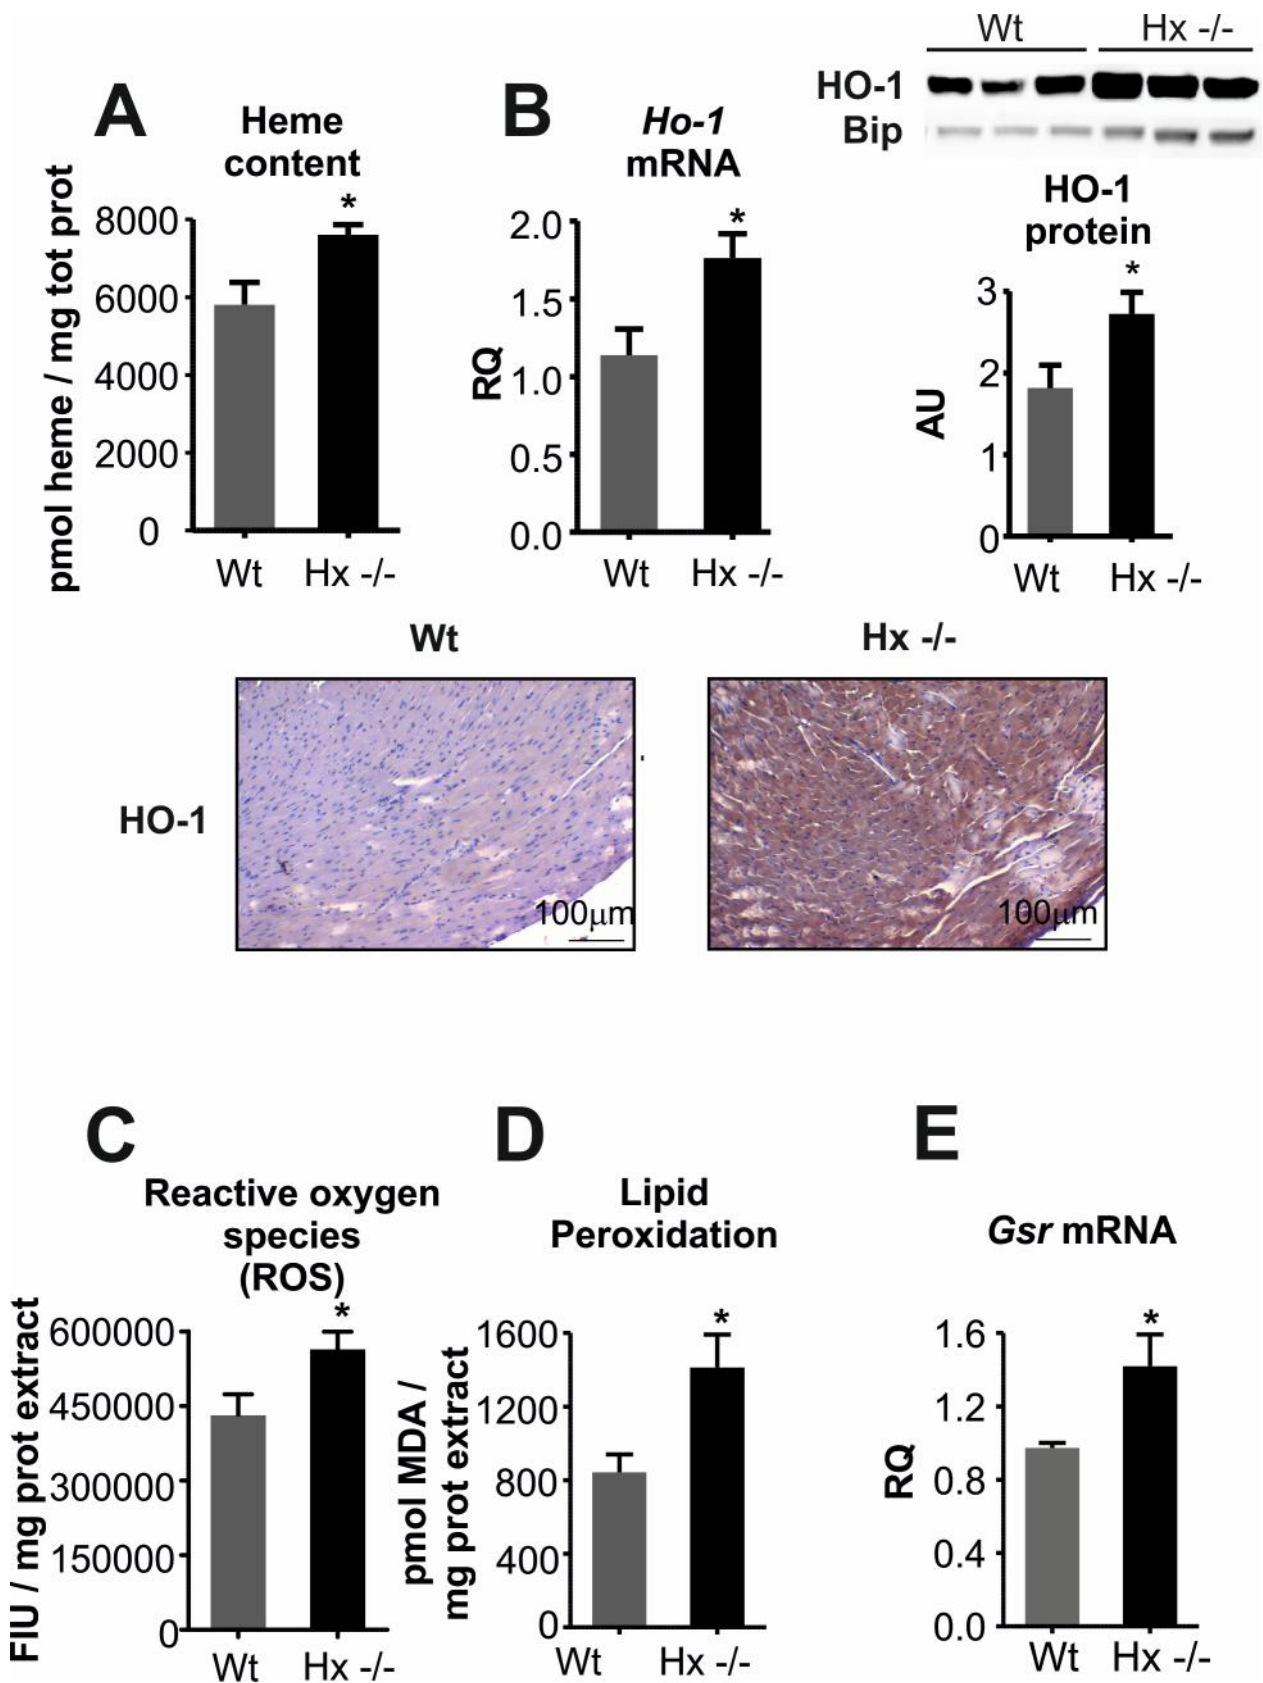 Wt
Hx -/-
HO-1
Bip
A
Heme
content
pmol heme / mg tot prot
*
8000
6000
4000
2000
0
Wt
Hx -/-
B
Ho-1
mRNA
RQ
*
2.0
1.5
1.0
0.5
0.0
Wt
Hx -/-
HO-1
protein
AU
*
3
2
1
0
Wt
Hx -/-
Wt
Hx -/-
HO-1
100μm
100μm
C
Reactive oxygen
species
(ROS)
FIU / mg prot extract
*
600000
450000
300000
150000
0
Wt
Hx -/-
D
Lipid
Peroxidation
pmol MDA /
mg prot extract
*
1600
1200
800
400
0
Wt
Hx -/-
E
Gsr mRNA
RQ
*
1.6
1.2
0.8
0.4
0.0
Wt
Hx -/-